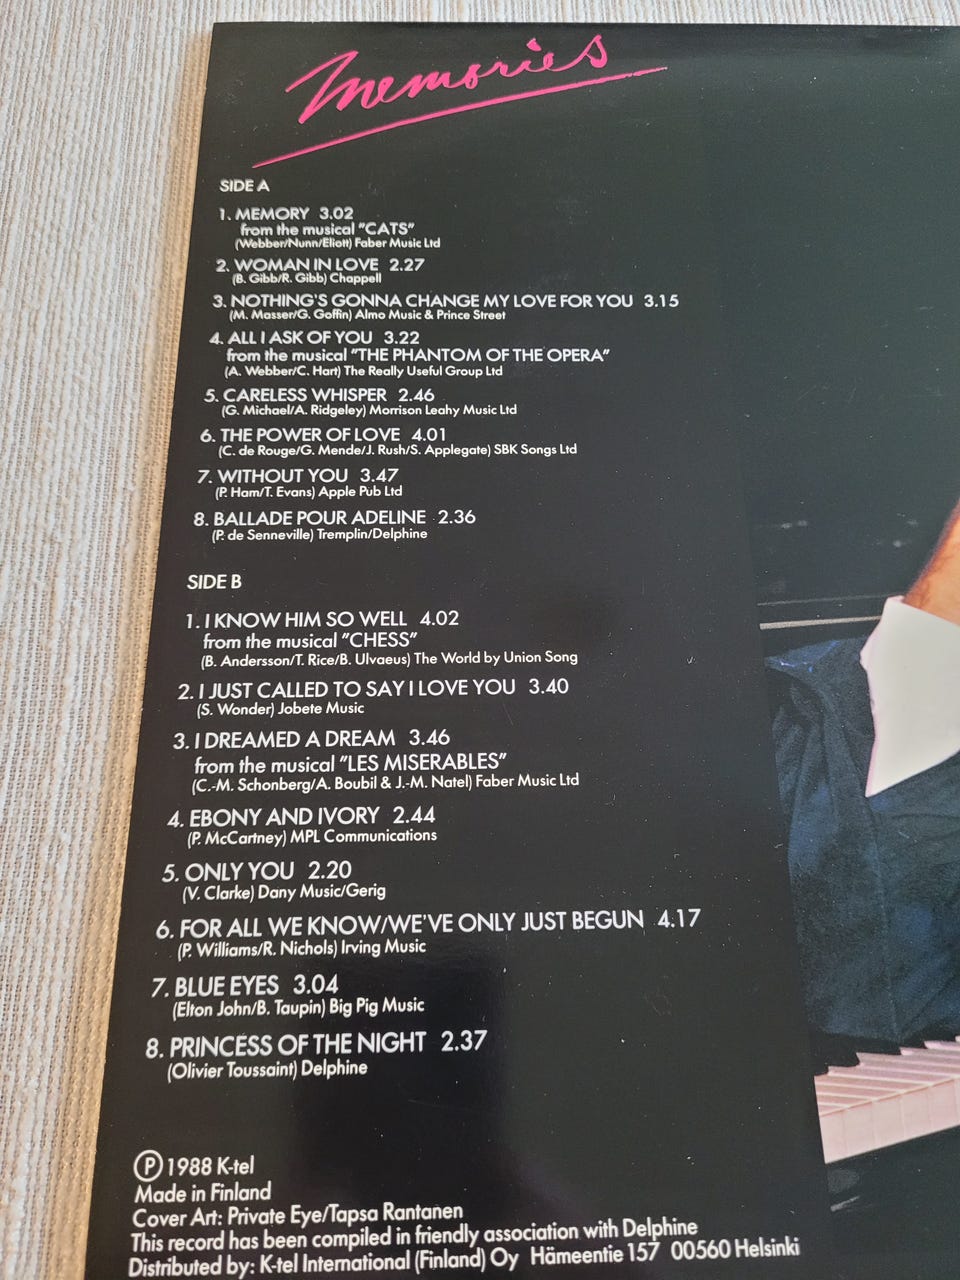 Memories
SIDE A
1. MEMORY 3.02
from the musical "CATS"
(Webber/Nunn/Eliott) Faber Music Ltd
2. WOMAN IN LOVE 2.27
(B. Gibb/R. Gibb) Chappell
3. NOTHING'S GONNA CHANGE MY LOVE FOR YOU 3.15
(M. Masser/G. Goffin) Almo Music & Prince Street
4. ALL I ASK OF YOU 3.22
from the musical "THE PHANTOM OF THE OPERA"
(A. Webber/C. Hart) The Really Useful Group Ltd
5. CARELESS WHISPER 2.46
(G. Michael/A. Ridgeley) Morrison Leahy Music Ltd
6. THE POWER OF LOVE 4.01
(C. de Rouge/G. Mende/J. Rush/S. Applegate) SBK Songs Ltd
7. WITHOUT YOU 3.47
(P. Ham/T. Evans) Apple Pub Ltd
8. BALLADE POUR ADELINE 2.36
(P. de Senneville) Tremplin/Delphine
SIDE B
1. I KNOW HIM SO WELL 4.02
from the musical "CHESS"
(B. Andersson/T. Rice/B. Ulvaeus) The World by Union Song
2. I JUST CALLED TO SAY I LOVE YOU 3.40
(S. Wonder) Jobete Music
3. I DREAMED A DREAM 3.46
from the musical "LES MISERABLES"
(C.-M. Schonberg/A. Boubil & J.-M. Natel) Faber Music Ltd
4. EBONY AND IVORY 2.44
(P. McCartney) MPL Communications
5. ONLY YOU 2.20
(V. Clarke) Dany Music/Gerig
6. FOR ALL WE KNOW/WE'VE ONLY JUST BEGUN 4.17
(P. Williams/R. Nichols) Irving Music
7. BLUE EYES 3.04
(Elton John/B. Taupin) Big Pig Music
8. PRINCESS OF THE NIGHT 2.37
(Olivier Toussaint) Delphine
℗ 1988 K-tel
Made in Finland
Cover Art: Private Eye/Tapsa Rantanen
This record has been compiled in friendly association with Delphine
Distributed by: K-tel International (Finland) Oy Hämeentie 157 00560 Helsinki